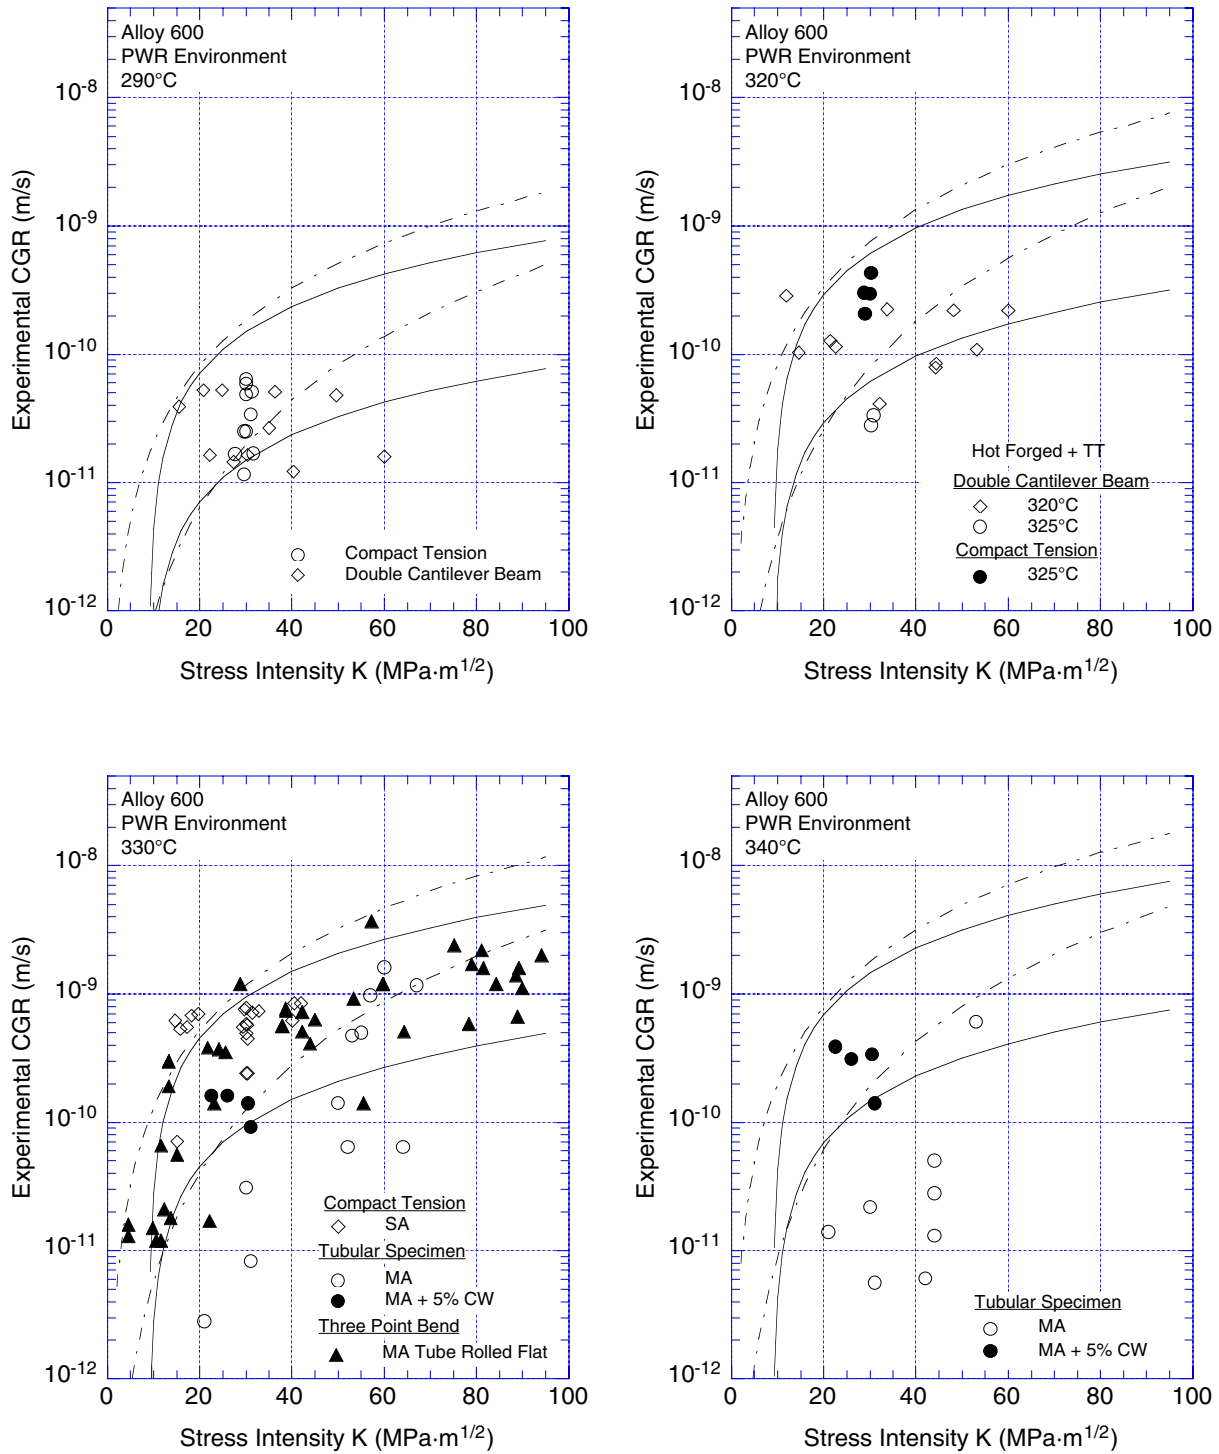 Alloy 600
PWR Environment
290°C
10-8
10-9
10-10
10-11
10-12
Experimental CGR (m/s)
Compact Tension
Double Cantilever Beam
0 20 40 60 80 100
Stress Intensity K (MPa·m1/2)
Alloy 600
PWR Environment
320°C
10-8
10-9
10-10
10-11
10-12
Experimental CGR (m/s)
Hot Forged + TT
Double Cantilever Beam
320°C
325°C
Compact Tension
325°C
0 20 40 60 80 100
Stress Intensity K (MPa·m1/2)
Alloy 600
PWR Environment
330°C
10-8
10-9
10-10
10-11
10-12
Experimental CGR (m/s)
Compact Tension
SA
Tubular Specimen
MA
MA + 5% CW
Three Point Bend
MA Tube Rolled Flat
0 20 40 60 80 100
Stress Intensity K (MPa·m1/2)
Alloy 600
PWR Environment
340°C
10-8
10-9
10-10
10-11
10-12
Experimental CGR (m/s)
Tubular Specimen
MA
MA + 5% CW
0 20 40 60 80 100
Stress Intensity K (MPa·m1/2)